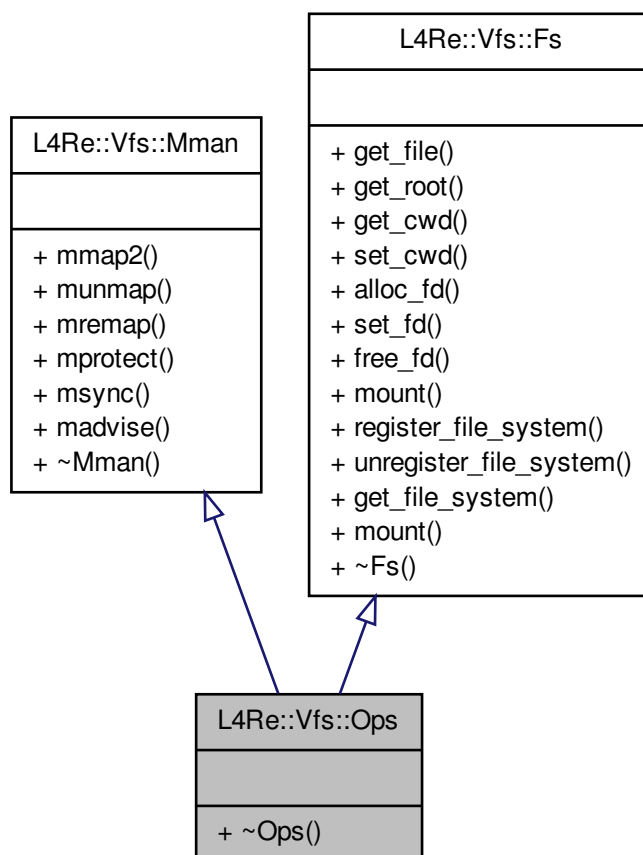 L4Re::Vfs::Mman
+ mmap2()
+ munmap()
+ mremap()
+ mprotect()
+ msync()
+ madvise()
+ ~Mman()
L4Re::Vfs::Fs
+ get_file()
+ get_root()
+ get_cwd()
+ set_cwd()
+ alloc_fd()
+ set_fd()
+ free_fd()
+ mount()
+ register_file_system()
+ unregister_file_system()
+ get_file_system()
+ mount()
+ ~Fs()
L4Re::Vfs::Ops
+ ~Ops()